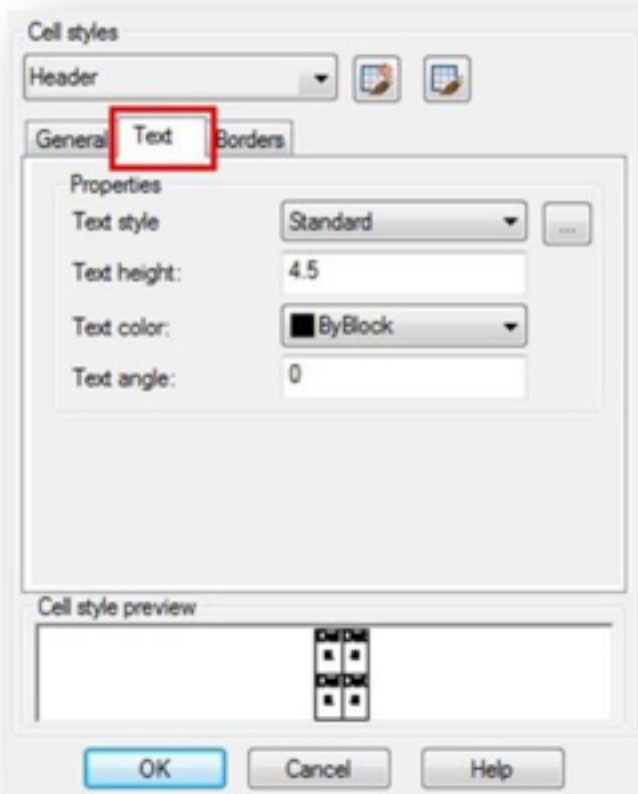 Cell styles
Header
General Text Borders
Properties
Text style Standard ...
Text height: 4.5
Text color: ByBlock
Text angle: 0
Cell style preview
OK Cancel Help